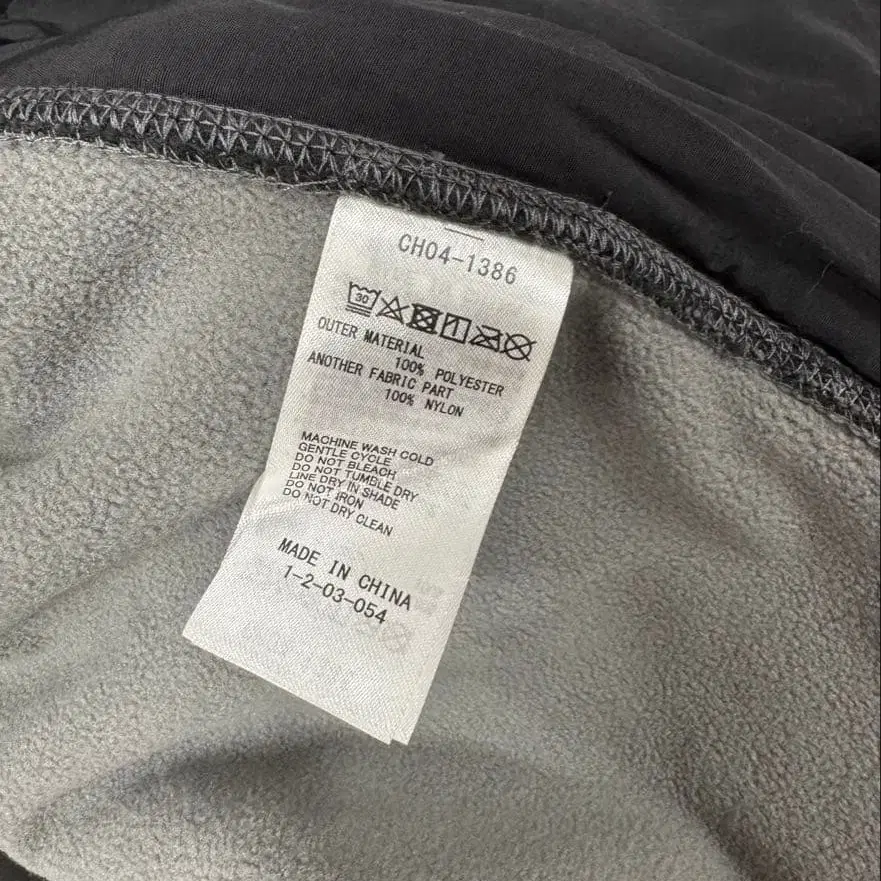 CH04-1386
30
OUTER MATERIAL
100% POLYESTER
ANOTHER FABRIC PART
100% NYLON
MACHINE WASH COLD
GENTLE CYCLE
DO NOT BLEACH
DO NOT TUMBLE DRY
LINE DRY IN SHADE
DO NOT IRON
DO NOT DRY CLEAN
MADE IN CHINA
1-2-03-054